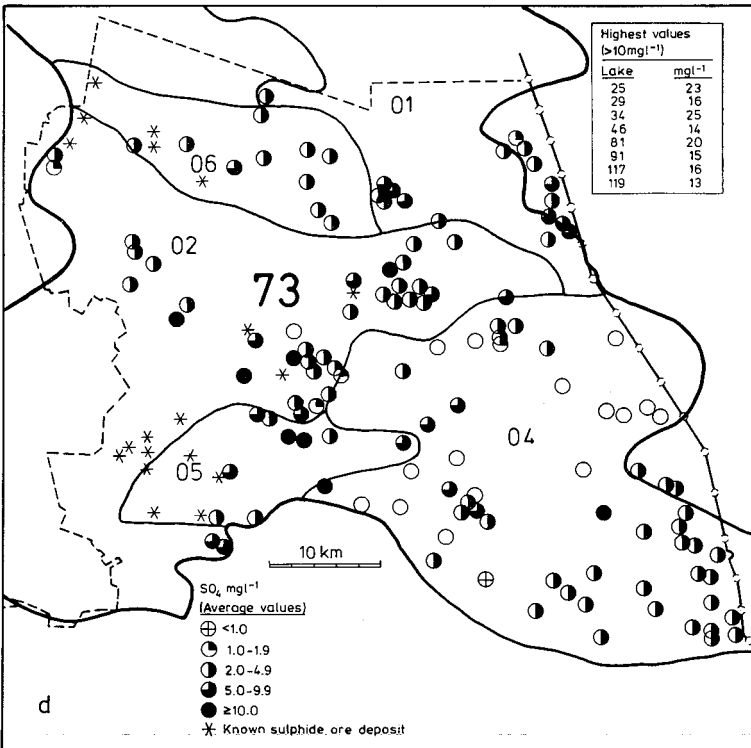 Highest values
(>10mgl⁻¹)
Lake mgl⁻¹
25 23
29 16
34 25
46 14
81 20
91 15
117 16
119 13
01
06
02
73
04
05
10 km
SO₄ mgl⁻¹
(Average values)
<1.0
1.0-1.9
2.0-4.9
5.0-9.9
≥10.0
Known sulphide ore deposit
d